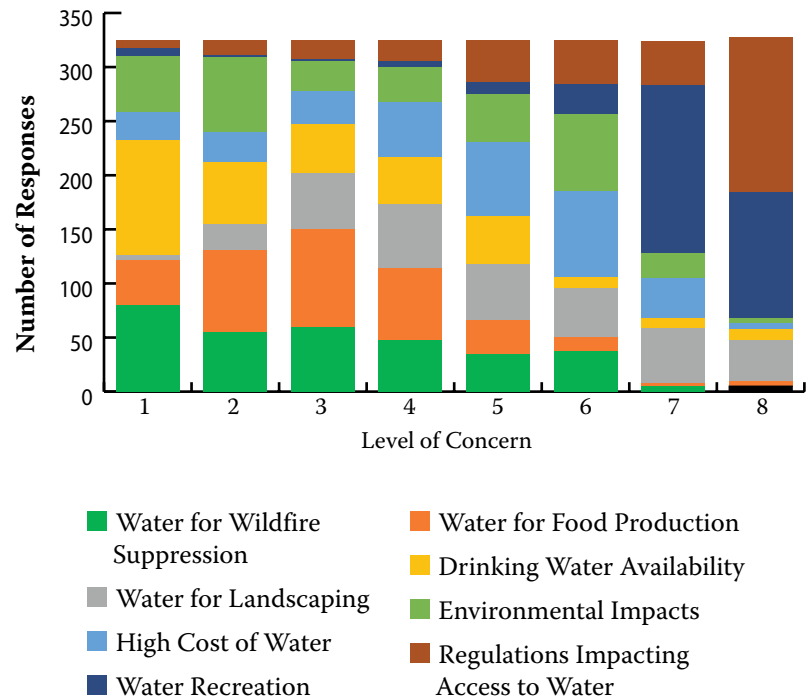 350
300
250
200
150
100
50
0
Number of Responses
1 2 3 4 5 6 7 8
Level of Concern
Water for Wildfire
Suppression
Water for Landscaping
High Cost of Water
Water Recreation
Water for Food Production
Drinking Water Availability
Environmental Impacts
Regulations Impacting
Access to Water